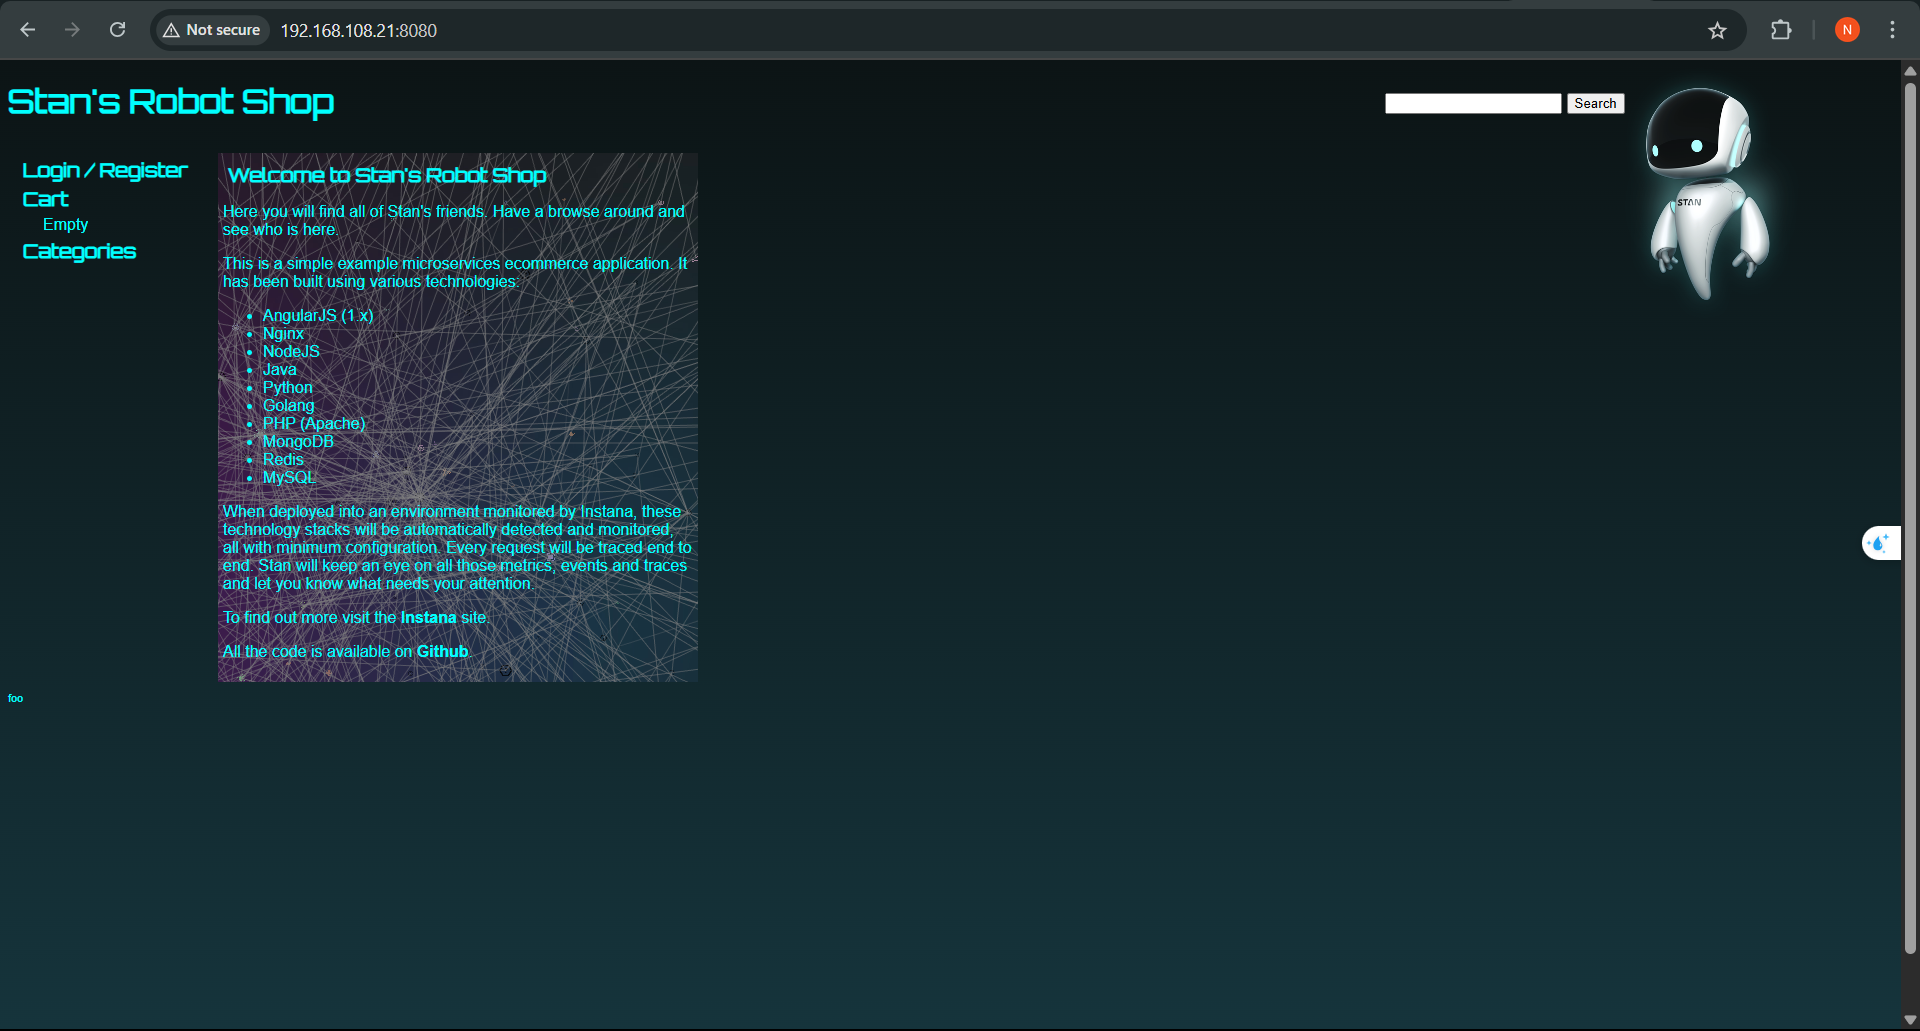 Not secure
192.168.108.21:8080
N
Stan's Robot Shop
Search
STAN
Login / Register
Cart
Empty
Categories
Welcome to Stan's Robot Shop
Here you will find all of Stan's friends. Have a browse around and
see who is here.
This is a simple example microservices ecommerce application. It
has been built using various technologies:
AngularJS (1.x)
Nginx
NodeJS
Java
Python
Golang
PHP (Apache)
MongoDB
Redis
MySQL
When deployed into an environment monitored by Instana, these
technology stacks will be automatically detected and monitored,
all with minimum configuration. Every request will be traced end to
end. Stan will keep an eye on all those metrics, events and traces
and let you know what needs your attention.
To find out more visit the Instana site.
All the code is available on Github.
foo